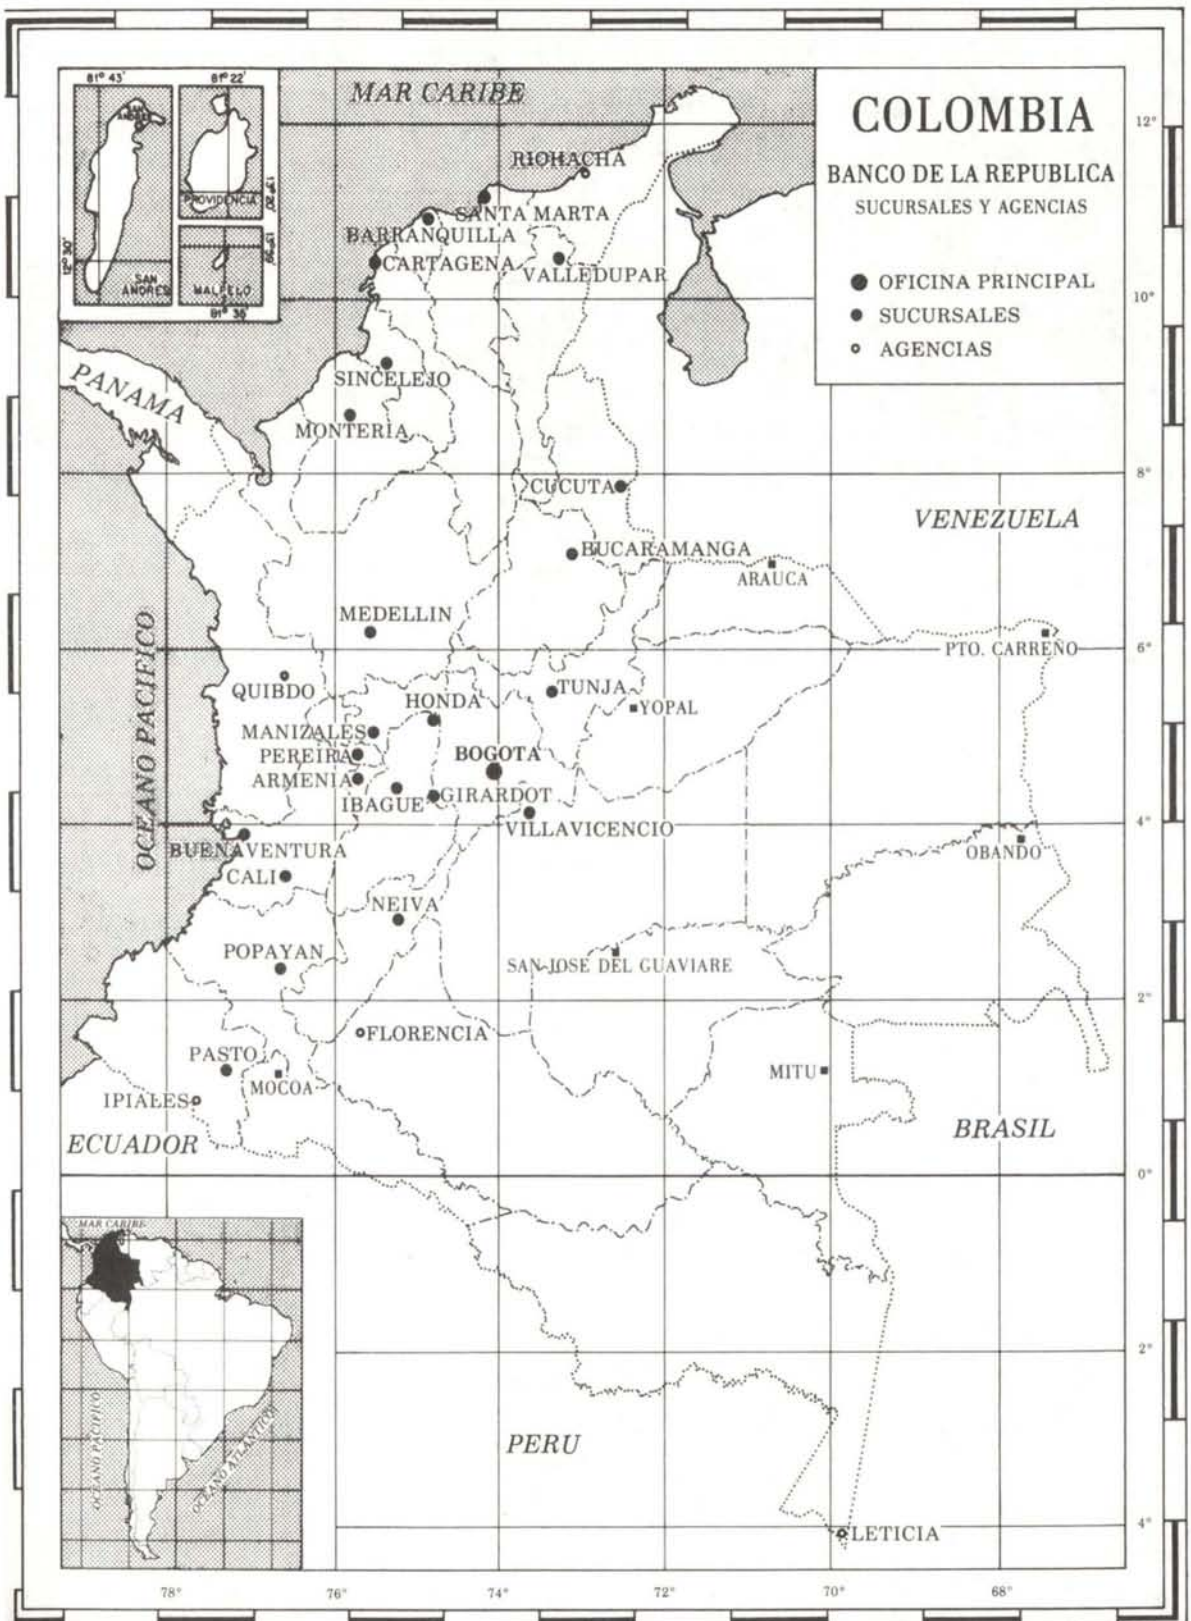 81° 43'
81° 22'
SAN ANDRES
PROVIDENCIA
12° 30'
SAN
ANDRES
MALPELO
MAR CARIBE
COLOMBIA
BANCO DE LA REPUBLICA
SUCURSALES Y AGENCIAS
OFICINA PRINCIPAL
SUCURSALES
AGENCIAS
12°
RIOHACHA
SANTA MARTA
BARRANQUILLA
CARTAGENA
VALLEDUPAR
10°
PANAMA
SINCELEJO
MONTERIA
8°
CUCUTA
VENEZUELA
BUCARAMANGA
ARAUCA
MEDELLIN
OCEANO PACIFICO
6°
PTO. CARREÑO
QUIBDO
TUNJA
HONDA
YOPAL
MANIZALES
PEREIRA
BOGOTA
ARMENIA
IBAGUE
GIRARDOT
4°
VILLAVICENCIO
BUENAVENTURA
OBANDO
CALI
NEIVA
POPAYAN
SAN JOSE DEL GUAVIARE
2°
FLORENCIA
PASTO
MOCOA
MITU
IPIALES
BRASIL
ECUADOR
0°
MAR CARIBE
OCEANO PACIFICO
OCEANO ATLANTICO
2°
PERU
4°
LETICIA
78°
76°
74°
72°
70°
68°